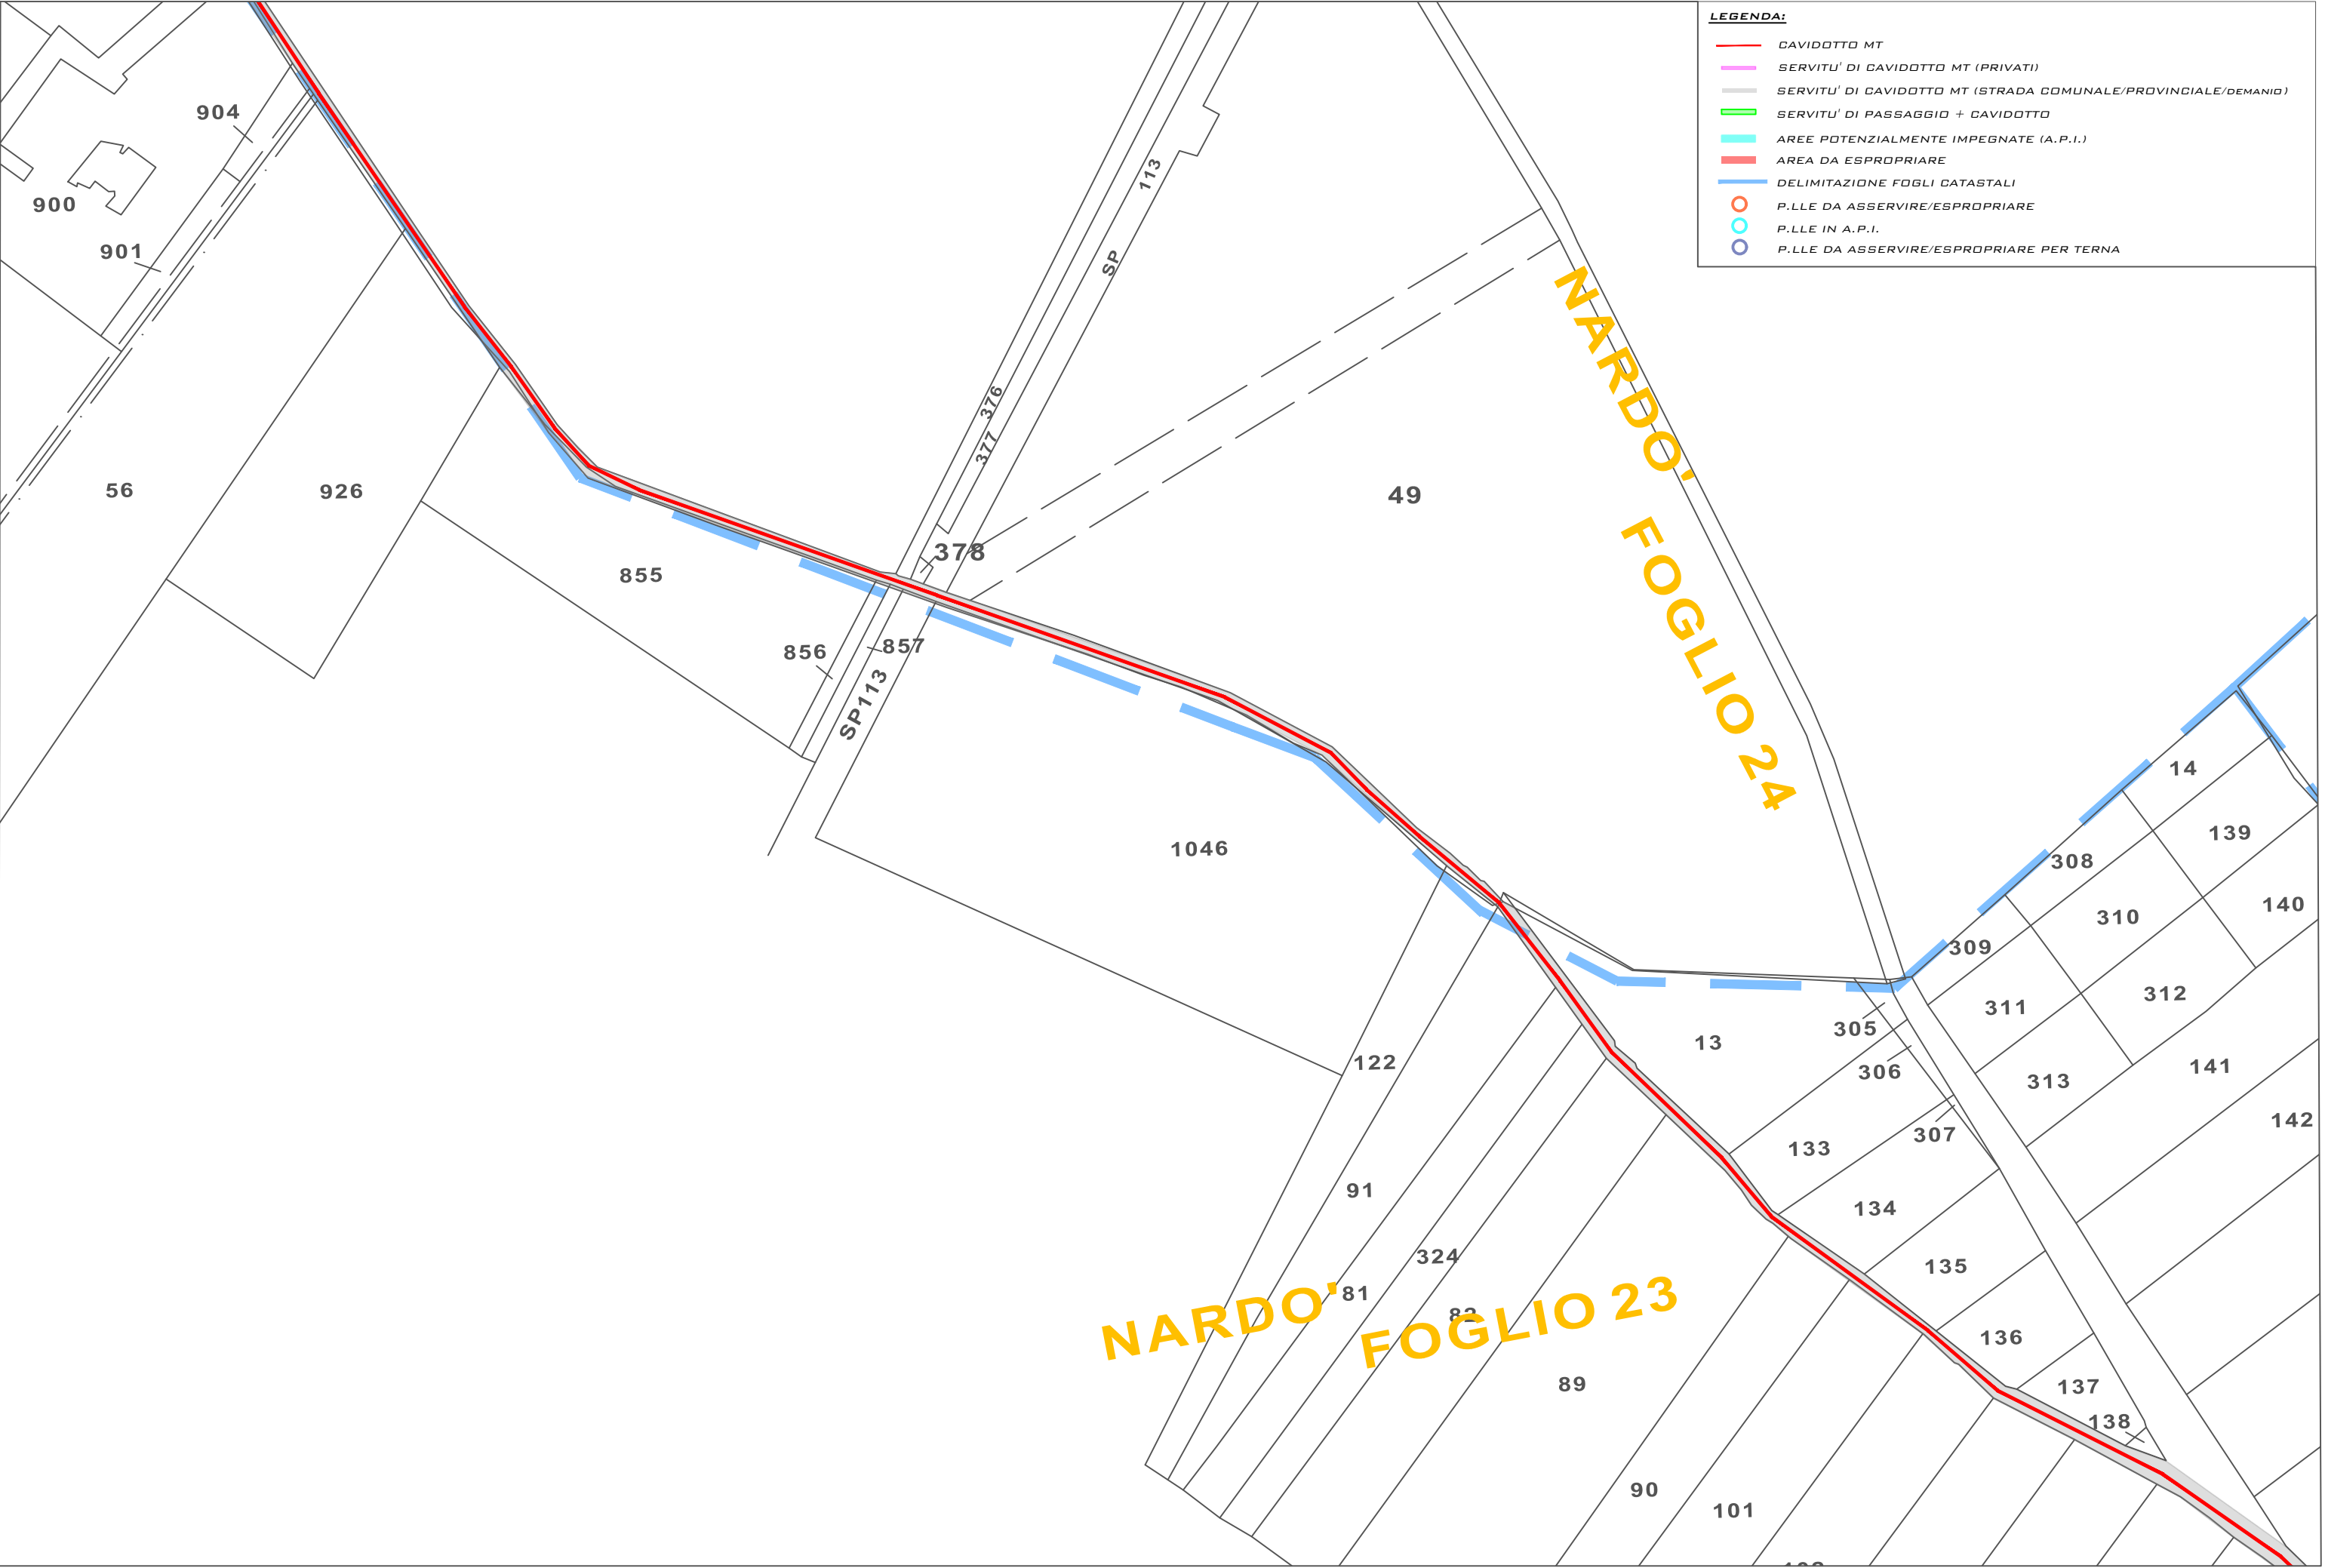 LEGENDA:
CAVIDOTTO MT
SERVITU' DI CAVIDOTTO MT (PRIVATI)
SERVITU' DI CAVIDOTTO MT (STRADA COMUNALE/PROVINCIALE/DEMANIO)
SERVITU' DI PASSAGGIO + CAVIDOTTO
AREE POTENZIALMENTE IMPEGNATE (A.P.I.)
AREA DA ESPROPRIARE
DELIMITAZIONE FOGLI CATASTALI
P.LLE DA ASSERVIRE/ESPROPRIARE
P.LLE IN A.P.I.
P.LLE DA ASSERVIRE/ESPROPRIARE PER TERNA
904
900
901
56
926
855
856
857
SP113
376
377
378
SP 113
49
NARDO' FOGLIO 24
1046
14
139
308
140
310
309
311
312
313
141
142
305
13
306
307
133
134
135
136
137
138
122
91
324
81
82
NARDO' FOGLIO 23
89
90
101